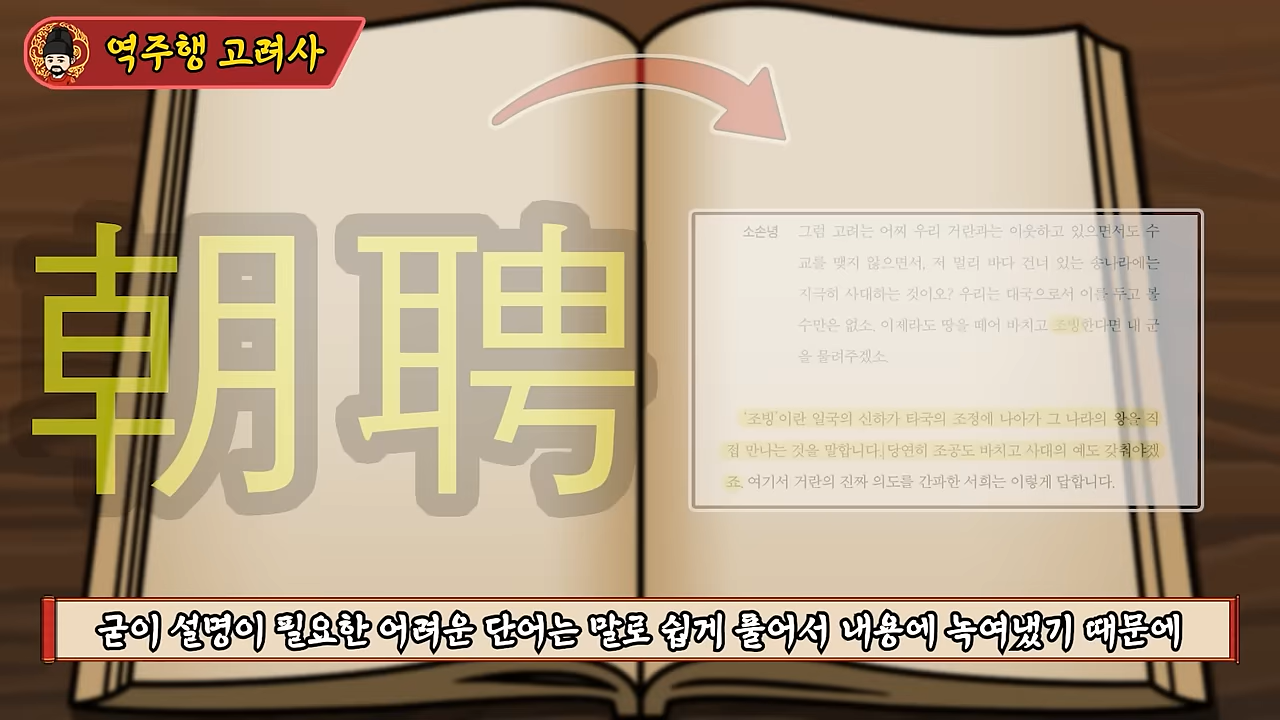 역주행 고려사
朝聘
소손녕 그럼 고려는 어찌 우리 거란과는 이웃하고 있으면서도 수
교를 맺지 않으면서, 저 멀리 바다 건너 있는 송나라에는
지극히 사대하는 것이오? 우리는 대국으로서 이를 두고 볼
수만은 없소. 이제라도 땅을 떼어 바치고 조빙한다면 내 군
을 물려주겠소.
'조빙'이란 일국의 신하가 타국의 조정에 나아가 그 나라의 왕을 직
접 만나는 것을 말합니다. 당연히 조공도 바치고 사대의 예도 갖춰야겠
죠. 여기서 거란의 진짜 의도를 간파한 서희는 이렇게 답합니다.
굳이 설명이 필요한 어려운 단어는 말로 쉽게 풀어서 내용에 녹여냈기 때문에